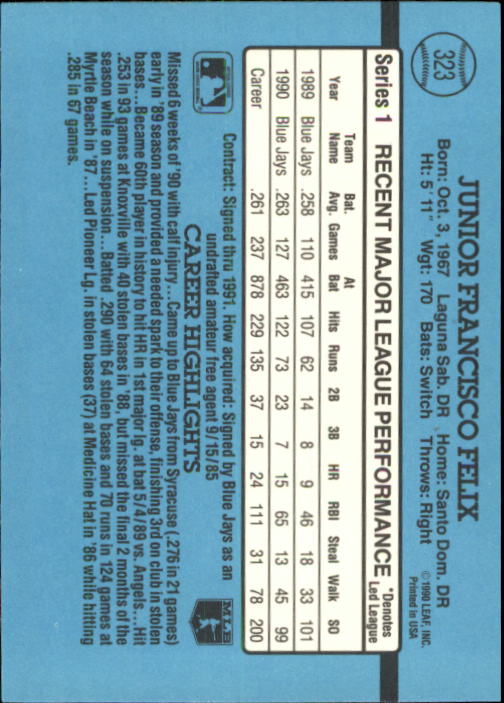 323
JUNIOR FRANCISCO FELIX
Born: Oct. 3, 1967 Laguna Sab. DR Home: Santo Dom. DR
Ht: 5' 11" Wgt: 170 Bats: Switch Throws: Right
© 1990 LEAF, INC.
Printed in USA
Series 1 RECENT MAJOR LEAGUE PERFORMANCE *Denotes Led League
Year Team Name Bat. Avg. Games At Bat Hits Runs 2B 3B HR RBI Steal Walk SO
1989 Blue Jays .258 110 415 107 62 14 8 9 46 18 33 101
1990 Blue Jays .263 127 463 122 73 23 7 15 65 13 45 99
Career .261 237 878 229 135 37 15 24 111 31 78 200
Contract: Signed thru 1991. How acquired: Signed by Blue Jays as an
undrafted amateur free agent 9/15/85
MLB
CAREER HIGHLIGHTS
Missed 6 weeks of '90 with calf injury...Came up to Blue Jays from Syracuse (.276 in 21 games)
early in '89 season and provided a needed spark to their offense, finishing 3rd on club in stolen
bases...Became 60th player in history to hit HR in 1st major lg. at bat 5/4/89 vs. Angels...Hit
.253 in 93 games at Knoxville with 40 stolen bases in '88, but missed the final 2 months of the
season while on suspension...Batted .290 with 64 stolen bases and 70 runs in 124 games at
Myrtle Beach in '87...Led Pioneer Lg. in stolen bases (37) at Medicine Hat in '86 while hitting
.285 in 67 games.